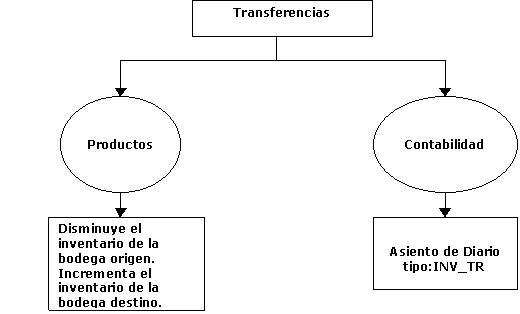 Transferencias
Productos
Contabilidad
Disminuye el
inventario de la
bodega origen.
Incrementa el
inventario de la
bodega destino.
Asiento de Diario
tipo:INV_TR